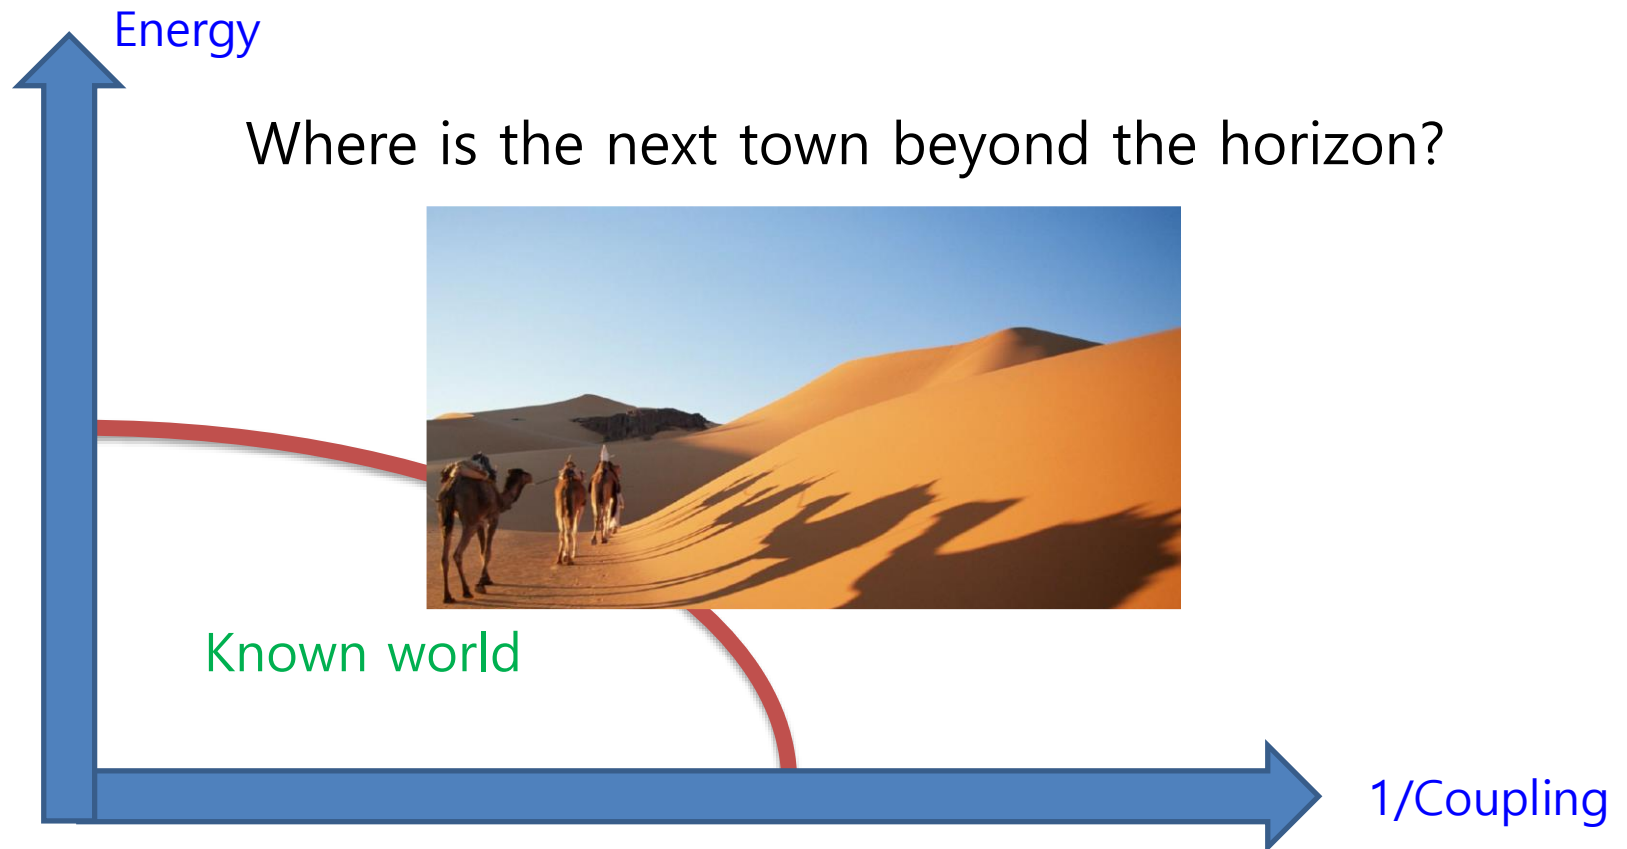 Energy
Where is the next town beyond the horizon?
Known world
1/Coupling